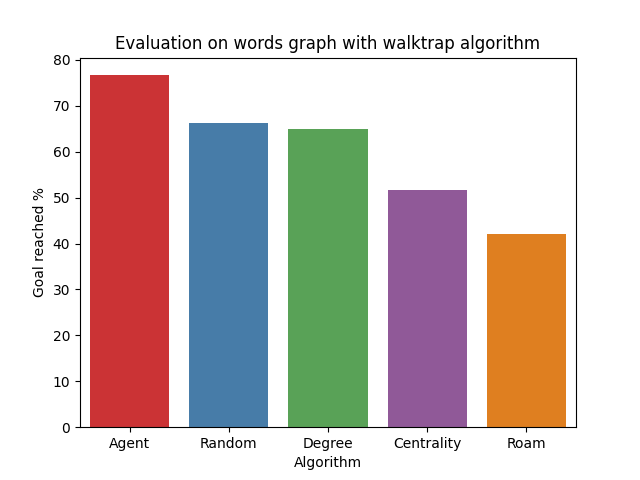 Evaluation on words graph with walktrap algorithm
80
70
60
50
40
30
20
10
0
Goal reached %
Agent Random Degree Centrality Roam
Algorithm